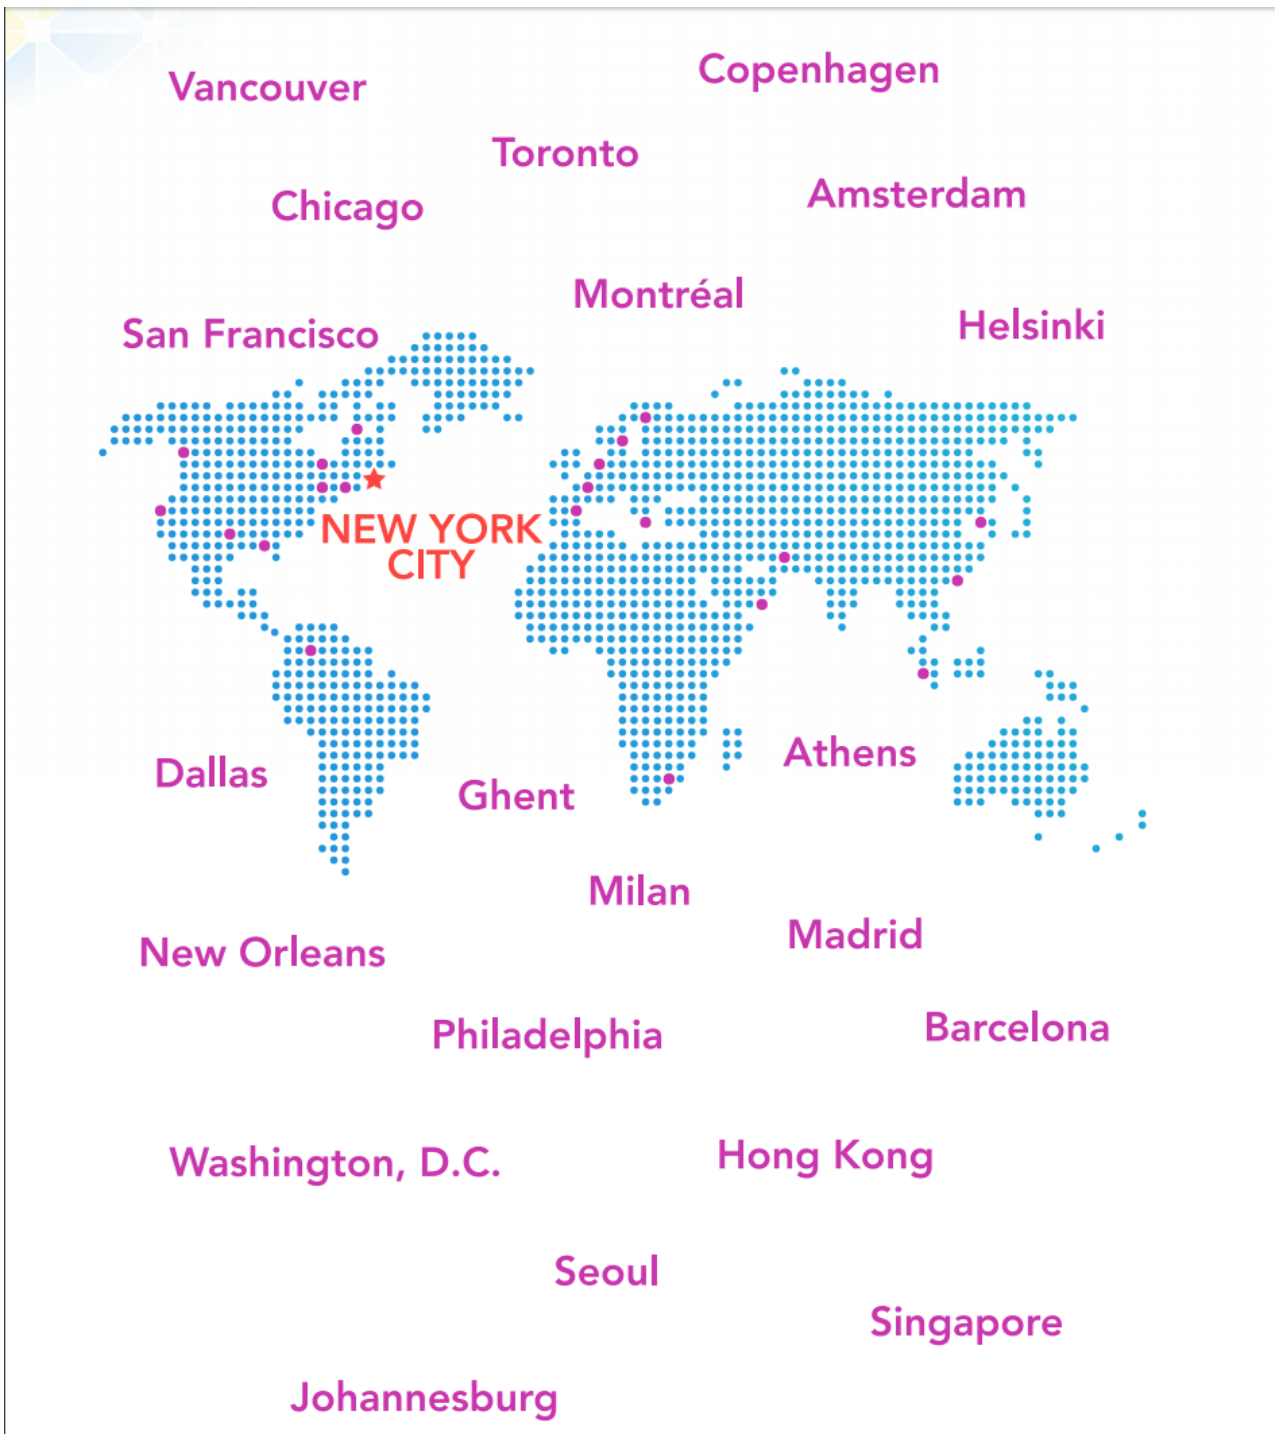 Vancouver
Copenhagen
Toronto
Amsterdam
Chicago
Montréal
Helsinki
San Francisco
NEW YORK
CITY
Athens
Dallas
Ghent
Milan
Madrid
New Orleans
Barcelona
Philadelphia
Hong Kong
Washington, D.C.
Seoul
Singapore
Johannesburg